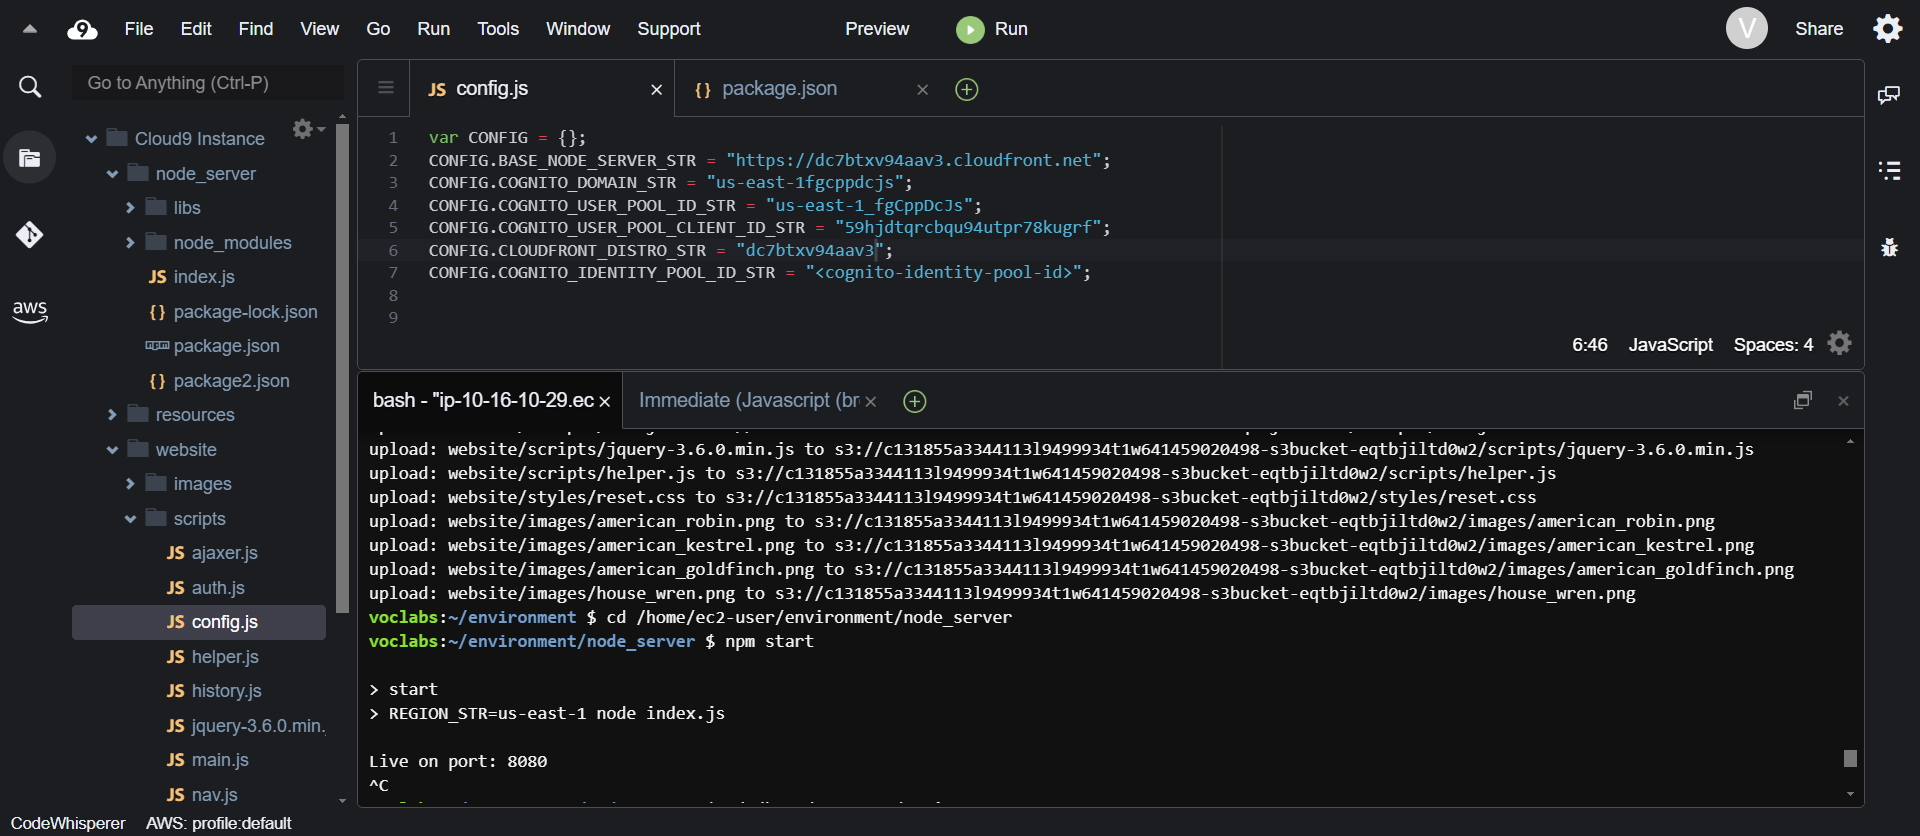 File Edit Find View Go Run Tools Window Support Preview Run V Share
Go to Anything (Ctrl-P)
Cloud9 Instance
node_server
libs
node_modules
JS index.js
{} package-lock.json
package.json
{} package2.json
resources
website
images
scripts
JS ajaxer.js
JS auth.js
JS config.js
JS helper.js
JS history.js
JS jquery-3.6.0.min.
JS main.js
JS nav.js
aws
JS config.js × {} package.json ×
1 var CONFIG = {};
2 CONFIG.BASE_NODE_SERVER_STR = "https://dc7btxv94aav3.cloudfront.net";
3 CONFIG.COGNITO_DOMAIN_STR = "us-east-1fgcppdcjs";
4 CONFIG.COGNITO_USER_POOL_ID_STR = "us-east-1_fgCppDcJs";
5 CONFIG.COGNITO_USER_POOL_CLIENT_ID_STR = "59hjdtqrcbqu94utpr78kugrf";
6 CONFIG.CLOUDFRONT_DISTRO_STR = "dc7btxv94aav3";
7 CONFIG.COGNITO_IDENTITY_POOL_ID_STR = "<cognito-identity-pool-id>";
8
9
6:46 JavaScript Spaces: 4
bash - "ip-10-16-10-29.ec × Immediate (Javascript (br ×
upload: website/scripts/jquery-3.6.0.min.js to s3://c131855a3344113l9499934t1w641459020498-s3bucket-eqtbjiltd0w2/scripts/jquery-3.6.0.min.js
upload: website/scripts/helper.js to s3://c131855a3344113l9499934t1w641459020498-s3bucket-eqtbjiltd0w2/scripts/helper.js
upload: website/styles/reset.css to s3://c131855a3344113l9499934t1w641459020498-s3bucket-eqtbjiltd0w2/styles/reset.css
upload: website/images/american_robin.png to s3://c131855a3344113l9499934t1w641459020498-s3bucket-eqtbjiltd0w2/images/american_robin.png
upload: website/images/american_kestrel.png to s3://c131855a3344113l9499934t1w641459020498-s3bucket-eqtbjiltd0w2/images/american_kestrel.png
upload: website/images/american_goldfinch.png to s3://c131855a3344113l9499934t1w641459020498-s3bucket-eqtbjiltd0w2/images/american_goldfinch.png
upload: website/images/house_wren.png to s3://c131855a3344113l9499934t1w641459020498-s3bucket-eqtbjiltd0w2/images/house_wren.png
voclabs:~/environment $ cd /home/ec2-user/environment/node_server
voclabs:~/environment/node_server $ npm start
> start
> REGION_STR=us-east-1 node index.js
Live on port: 8080
^C
CodeWhisperer AWS: profile:default